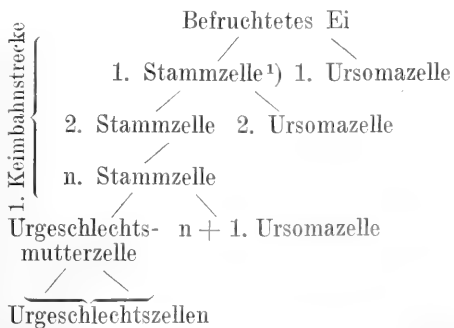 Befruchtetes Ei
1. Stammzelle¹) 1. Ursomazelle
2. Stammzelle 2. Ursomazelle
n. Stammzelle
Urgeschlechts- n + 1. Ursomazelle
mutterzelle
Urgeschlechtszellen
1. Keimbahnstrecke